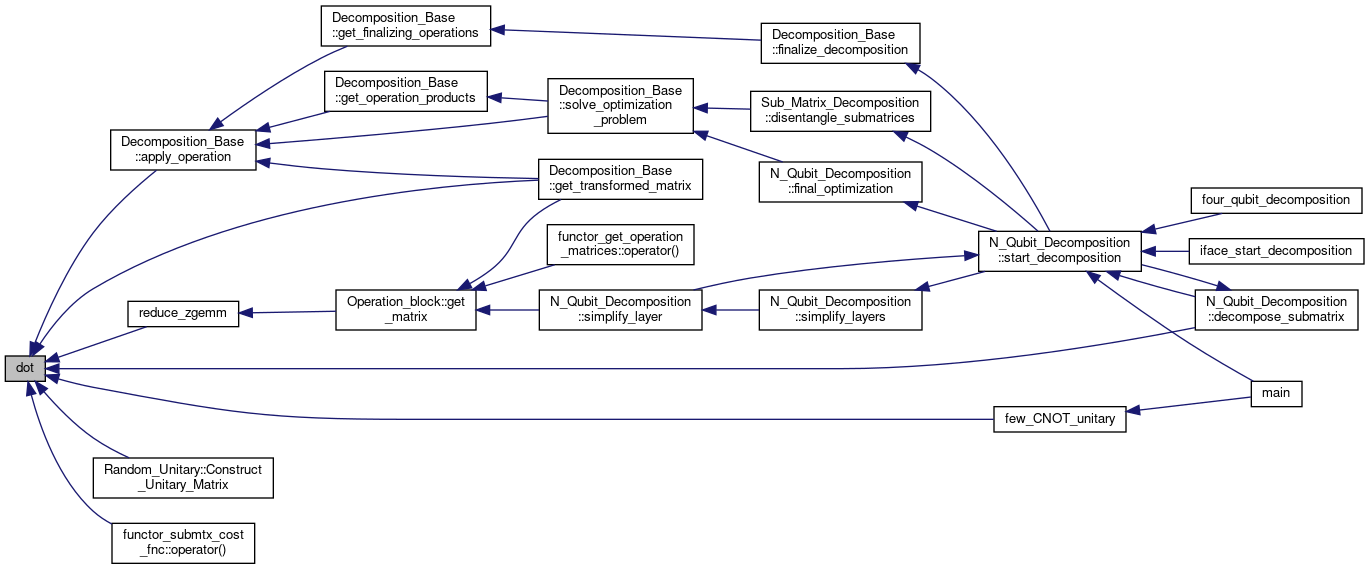 Decomposition_Base
::get_finalizing_operations
Decomposition_Base
::finalize_decomposition
Decomposition_Base
::get_operation_products
Decomposition_Base
::solve_optimization
_problem
Sub_Matrix_Decomposition
::disentangle_submatrices
Decomposition_Base
::apply_operation
Decomposition_Base
::get_transformed_matrix
N_Qubit_Decomposition
::final_optimization
four_qubit_decomposition
functor_get_operation
_matrices::operator()
N_Qubit_Decomposition
::start_decomposition
iface_start_decomposition
reduce_zgemm
Operation_block::get
_matrix
N_Qubit_Decomposition
::simplify_layer
N_Qubit_Decomposition
::simplify_layers
N_Qubit_Decomposition
::decompose_submatrix
dot
main
few_CNOT_unitary
Random_Unitary::Construct
_Unitary_Matrix
functor_submtx_cost
_fnc::operator()